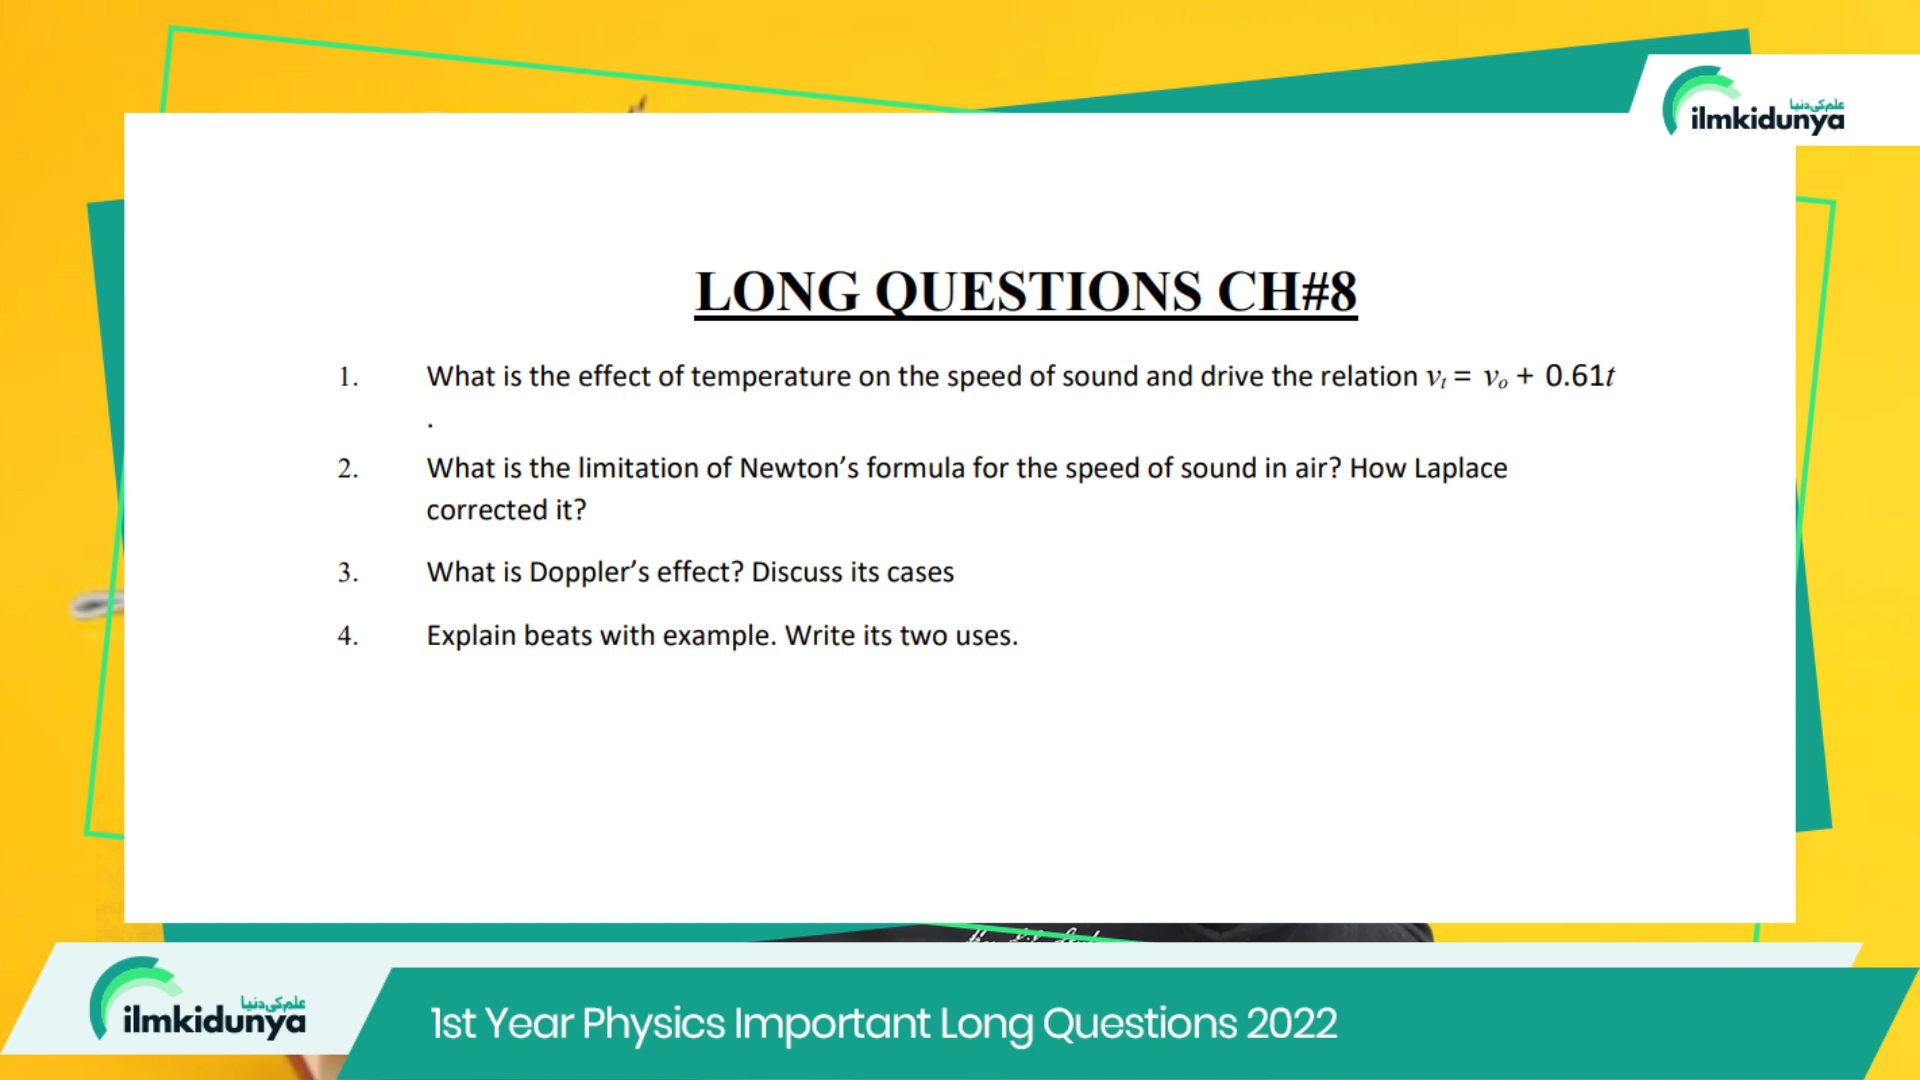 علم کی دنیا
ilmkidunya
LONG QUESTIONS CH#8
1. What is the effect of temperature on the speed of sound and drive the relation vₜ = vₒ + 0.61t
.
2. What is the limitation of Newton’s formula for the speed of sound in air? How Laplace
corrected it?
3. What is Doppler’s effect? Discuss its cases
4. Explain beats with example. Write its two uses.
علم کی دنیا
ilmkidunya
1st Year Physics Important Long Questions 2022